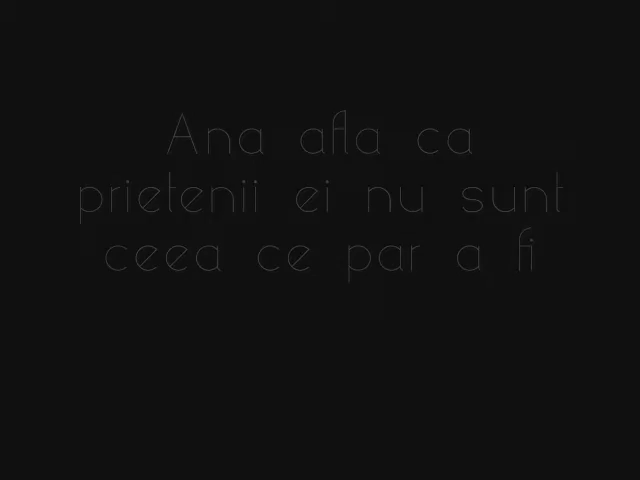 Ana afla ca
prietenii ei nu sunt
ceea ce par a fi